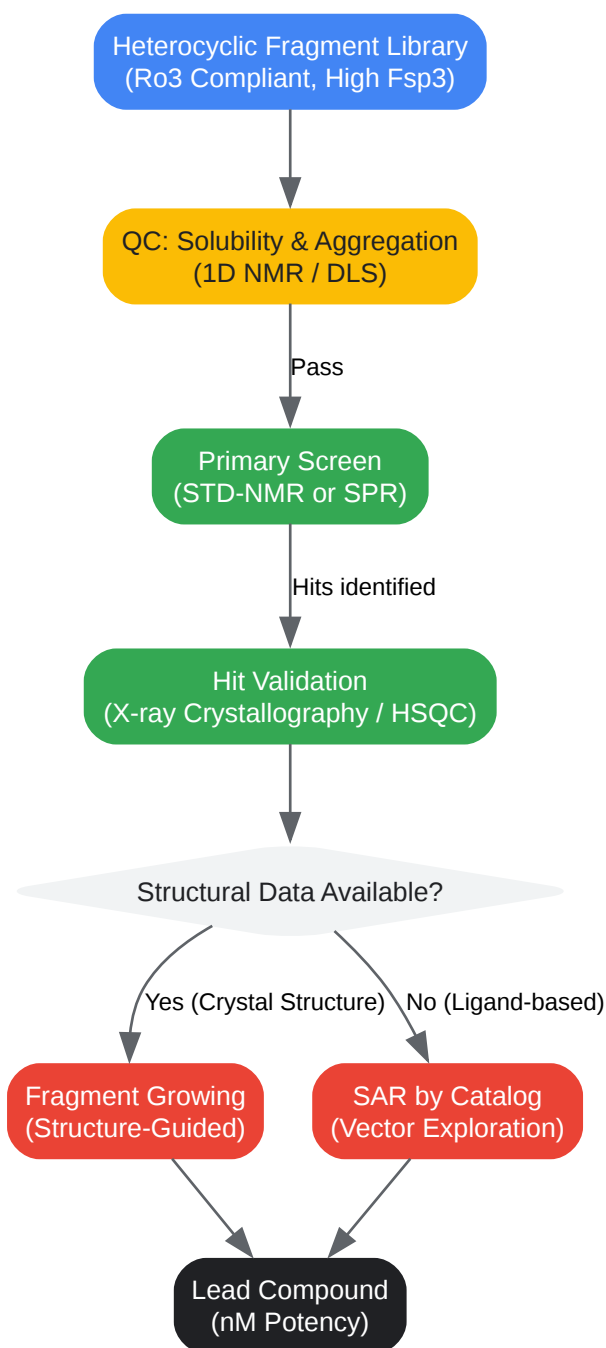 Heterocyclic Fragment Library
(Ro3 Compliant, High Fsp3)
QC: Solubility & Aggregation
(1D NMR / DLS)
Pass
Primary Screen
(STD-NMR or SPR)
Hits identified
Hit Validation
(X-ray Crystallography / HSQC)
Structural Data Available?
Yes (Crystal Structure)
No (Ligand-based)
Fragment Growing
(Structure-Guided)
SAR by Catalog
(Vector Exploration)
Lead Compound
(nM Potency)